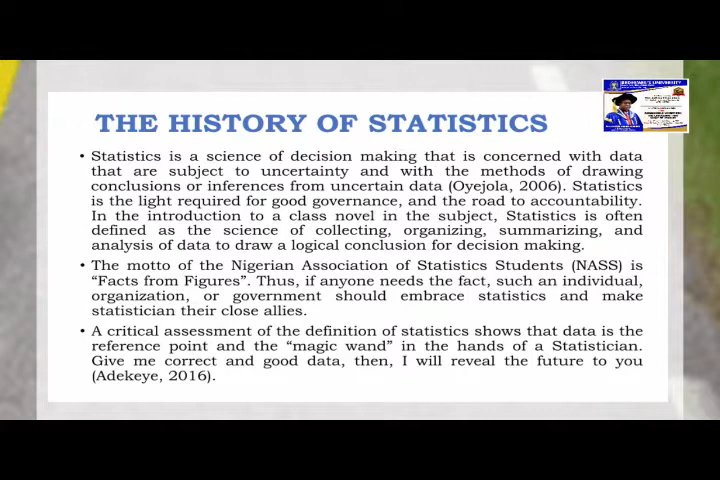 REDEEMER'S UNIVERSITY
THE HISTORY OF STATISTICS
• Statistics is a science of decision making that is concerned with data
that are subject to uncertainty and with the methods of drawing
conclusions or inferences from uncertain data (Oyejola, 2006). Statistics
is the light required for good governance, and the road to accountability.
In the introduction to a class novel in the subject, Statistics is often
defined as the science of collecting, organizing, summarizing, and
analysis of data to draw a logical conclusion for decision making.
• The motto of the Nigerian Association of Statistics Students (NASS) is
“Facts from Figures”. Thus, if anyone needs the fact, such an individual,
organization, or government should embrace statistics and make
statistician their close allies.
• A critical assessment of the definition of statistics shows that data is the
reference point and the “magic wand” in the hands of a Statistician.
Give me correct and good data, then, I will reveal the future to you
(Adekeye, 2016).